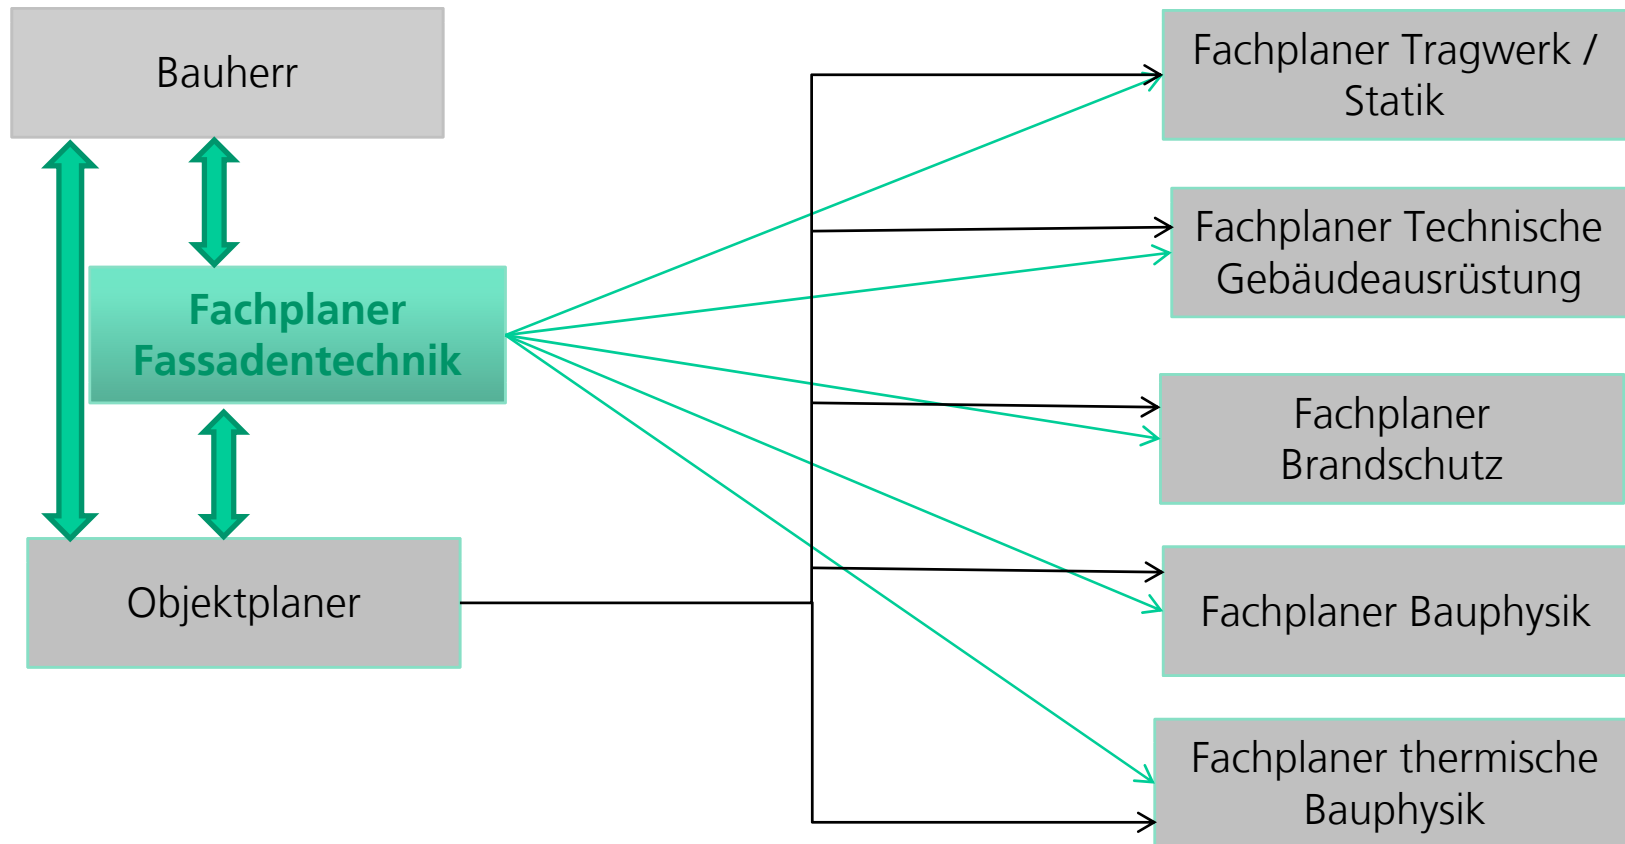 Bauherr
Fachplaner
Fassadentechnik
Objektplaner
Fachplaner Tragwerk /
Statik
Fachplaner Technische
Gebäudeausrüstung
Fachplaner
Brandschutz
Fachplaner Bauphysik
Fachplaner thermische
Bauphysik